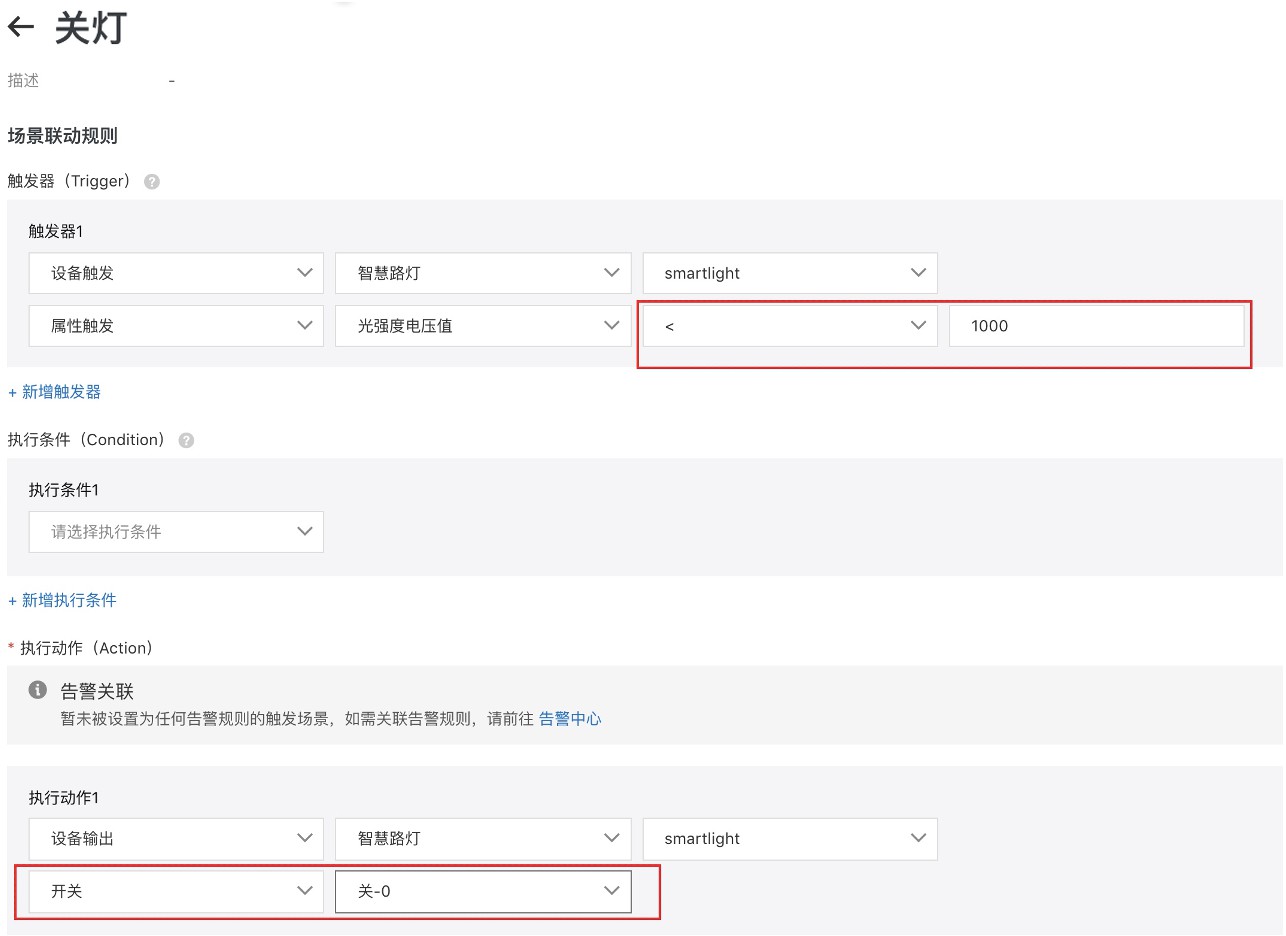 关灯
描述 -
场景联动规则
触发器（Trigger） ?
触发器1
设备触发 智慧路灯 smartlight
属性触发 光强度电压值 < 1000
+ 新增触发器
执行条件（Condition） ?
执行条件1
请选择执行条件
+ 新增执行条件
* 执行动作（Action）
告警关联
暂未被设置为任何告警规则的触发场景，如需关联告警规则，请前往 告警中心
执行动作1
设备输出 智慧路灯 smartlight
开关 关-0